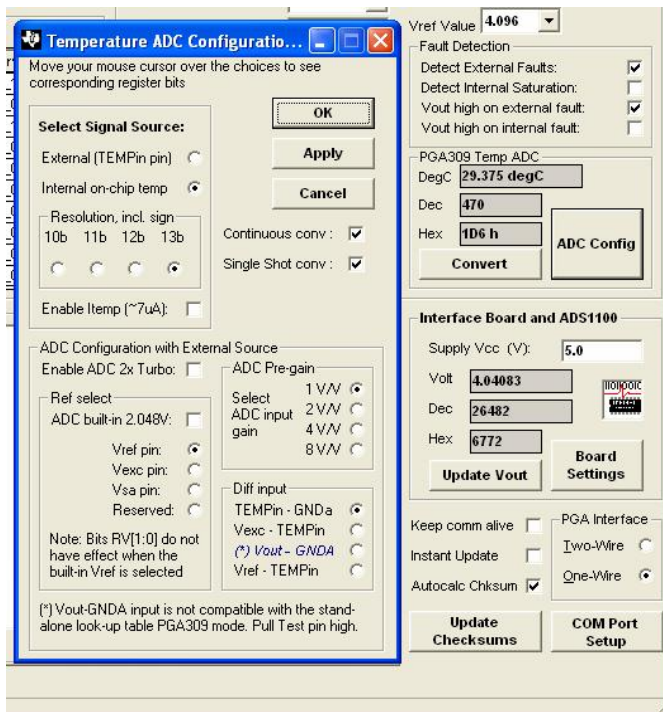 Temperature ADC Configuratio...
Move your mouse cursor over the choices to see
corresponding register bits
OK
Apply
Cancel
Select Signal Source:
External (TEMPin pin)
Internal on-chip temp
Resolution, incl. sign
10b 11b 12b 13b
Enable Itemp (~7uA):
Continuous conv :
Single Shot conv :
ADC Configuration with External Source
Enable ADC 2x Turbo:
Ref select
ADC built-in 2.048V:
Vref pin:
Vexc pin:
Vsa pin:
Reserved:
Note: Bits RV[1:0] do not
have effect when the
built-in Vref is selected
ADC Pre-gain
Select
ADC input
gain
1 V/V
2 V/V
4 V/V
8 V/V
Diff input
TEMPin - GNDa
Vexc - TEMPin
(*) Vout - GNDA
Vref - TEMPin
(*) Vout-GNDA input is not compatible with the stand-
alone look-up table PGA309 mode. Pull Test pin high.
Vref Value 4.096
Fault Detection
Detect External Faults:
Detect Internal Saturation:
Vout high on external fault:
Vout high on internal fault:
PGA309 Temp ADC
DegC 29.375 degC
Dec 470
Hex 1D6 h
Convert
ADC Config
Interface Board and ADS1100
Supply Vcc (V): 5.0
Volt 4.04083
Dec 26482
Hex 6772
Update Vout
Board
Settings
Keep comm alive
Instant Update
Autocalc Chksum
PGA Interface
Two-Wire
One-Wire
Update
Checksums
COM Port
Setup